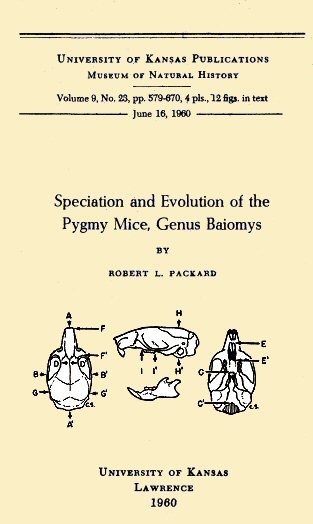 UNIVERSITY OF KANSAS PUBLICATIONS
MUSEUM OF NATURAL HISTORY
Volume 9, No. 23, pp. 579-670, 4 pls., 12 figs. in text
June 16, 1960
Speciation and Evolution of the
Pygmy Mice, Genus Baiomys
BY
ROBERT L. PACKARD
A H
F
E
F' E'
D D
B B' I I' H' C
G G' C'
A' C.S. C.S.
UNIVERSITY OF KANSAS
LAWRENCE
1960